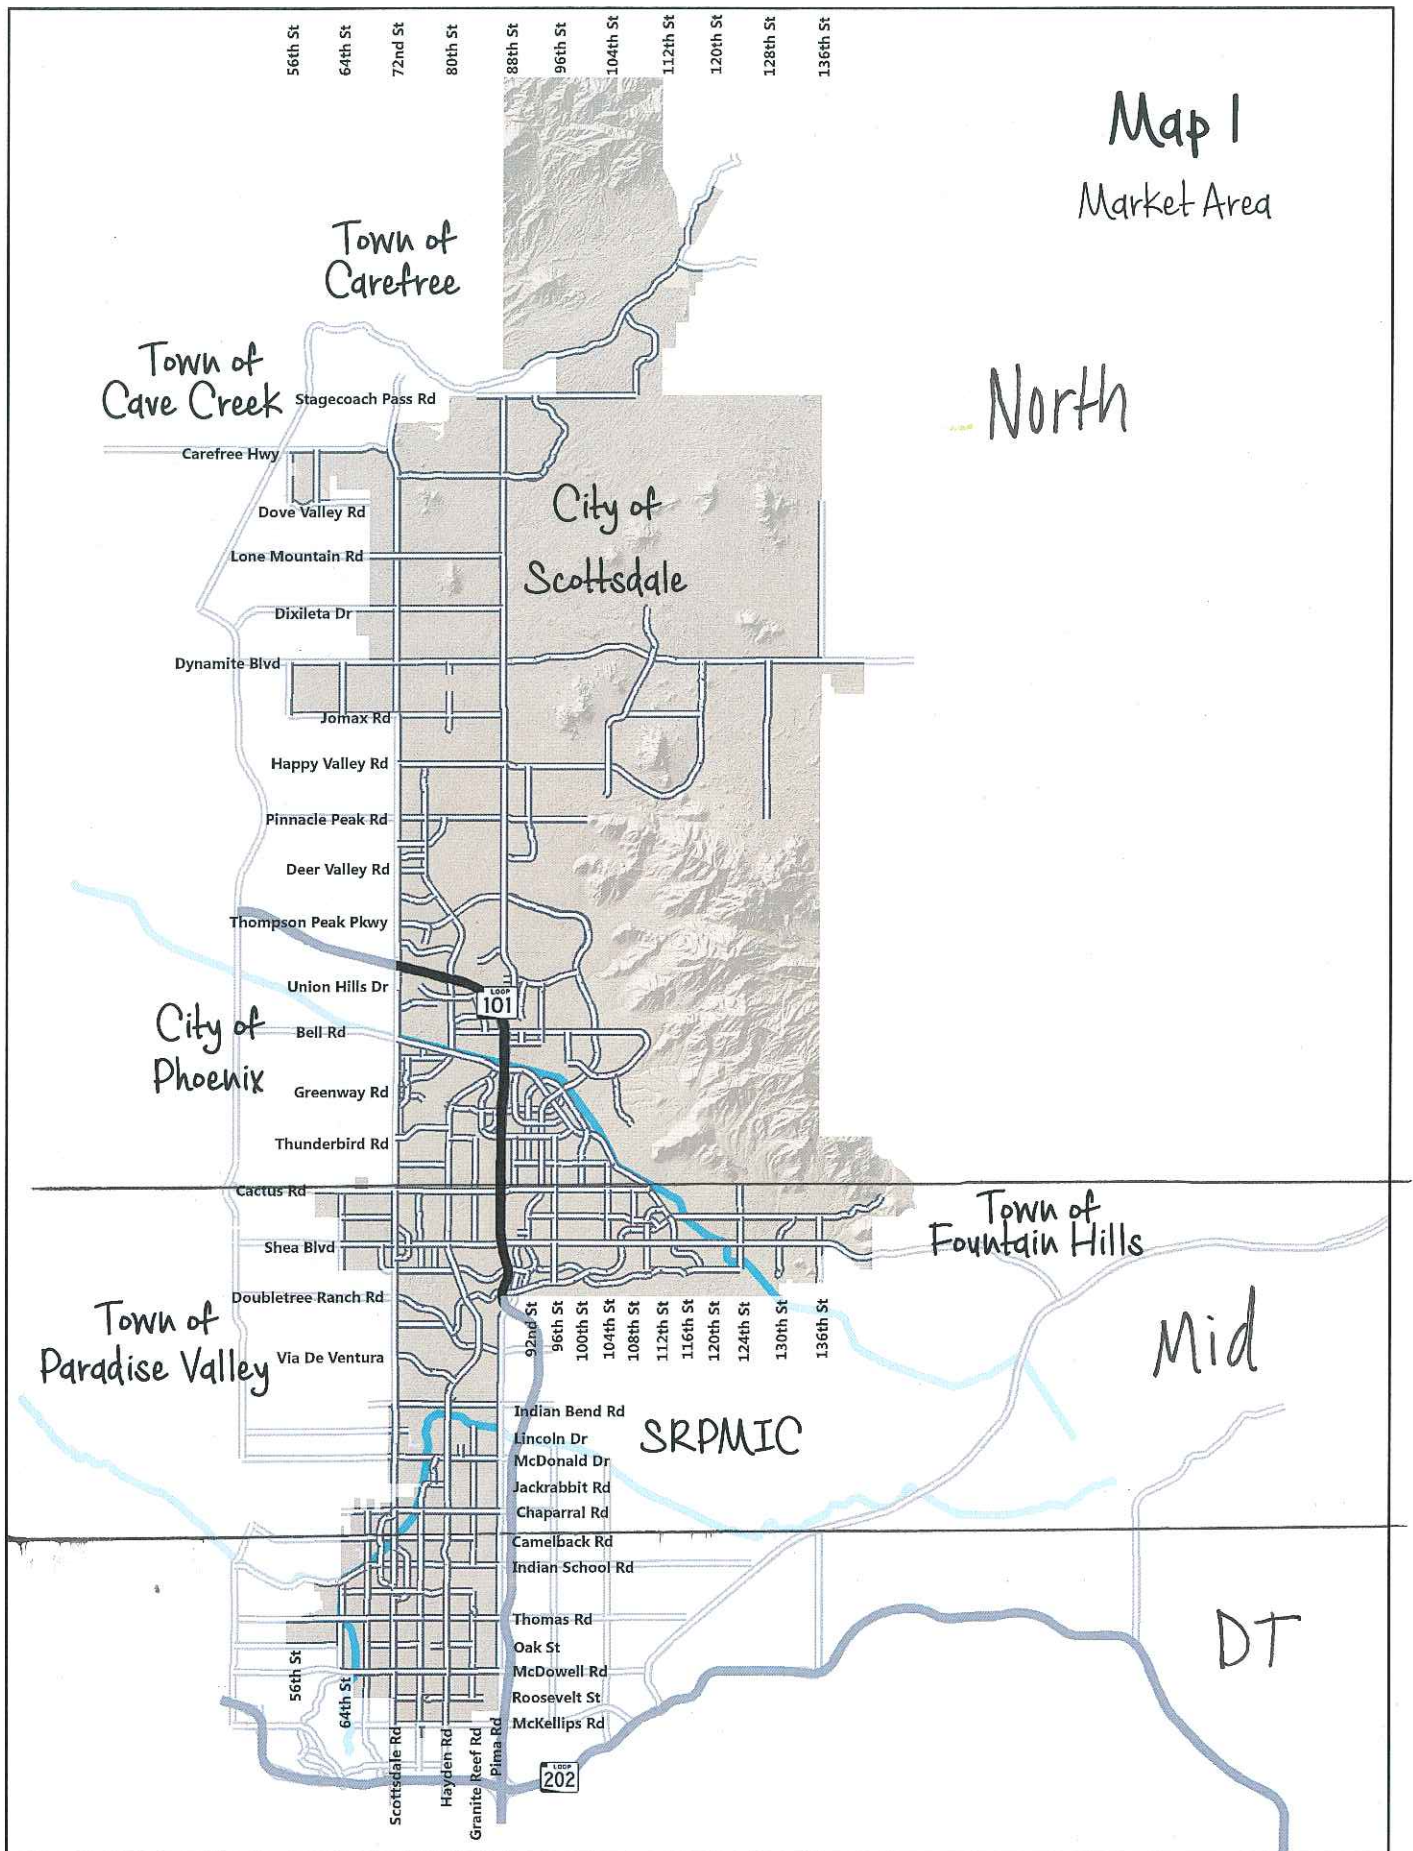 56th St
64th St
72nd St
80th St
88th St
96th St
104th St
112th St
120th St
128th St
136th St
Map 1
Market Area
Town of
Carefree
Town of
Cave Creek
Stagecoach Pass Rd
North
Carefree Hwy
City of
Scottsdale
Dove Valley Rd
Lone Mountain Rd
Dixileta Dr
Dynamite Blvd
Jomax Rd
Happy Valley Rd
Pinnacle Peak Rd
Deer Valley Rd
Thompson Peak Pkwy
Union Hills Dr
LOOP
101
City of
Phoenix
Bell Rd
Greenway Rd
Thunderbird Rd
Cactus Rd
Town of
Fountain Hills
Shea Blvd
Doubletree Ranch Rd
92nd St
96th St
100th St
104th St
108th St
112th St
116th St
120th St
124th St
130th St
136th St
Town of
Paradise Valley
Via De Ventura
Mid
Indian Bend Rd
SRPMIC
Lincoln Dr
McDonald Dr
Jackrabbit Rd
Chaparral Rd
Camelback Rd
Indian School Rd
Thomas Rd
DT
Oak St
McDowell Rd
Roosevelt St
McKellips Rd
56th St
64th St
Scottsdale Rd
Hayden Rd
Granite Reef Rd
Pima Rd
LOOP
202